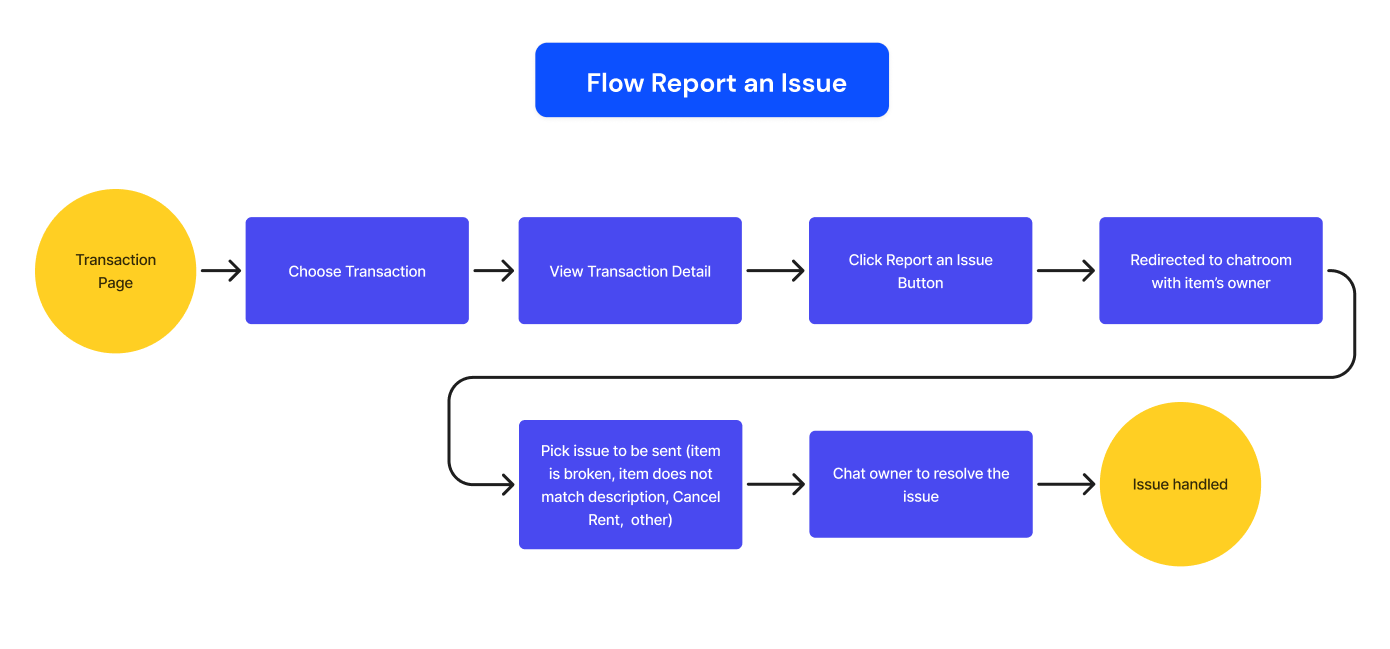 Flow Report an Issue
Transaction
Page
Choose Transaction
View Transaction Detail
Click Report an Issue
Button
Redirected to chatroom
with item's owner
Pick issue to be sent (item
is broken, item does not
match description, Cancel
Rent,  other)
Chat owner to resolve the
issue
Issue handled